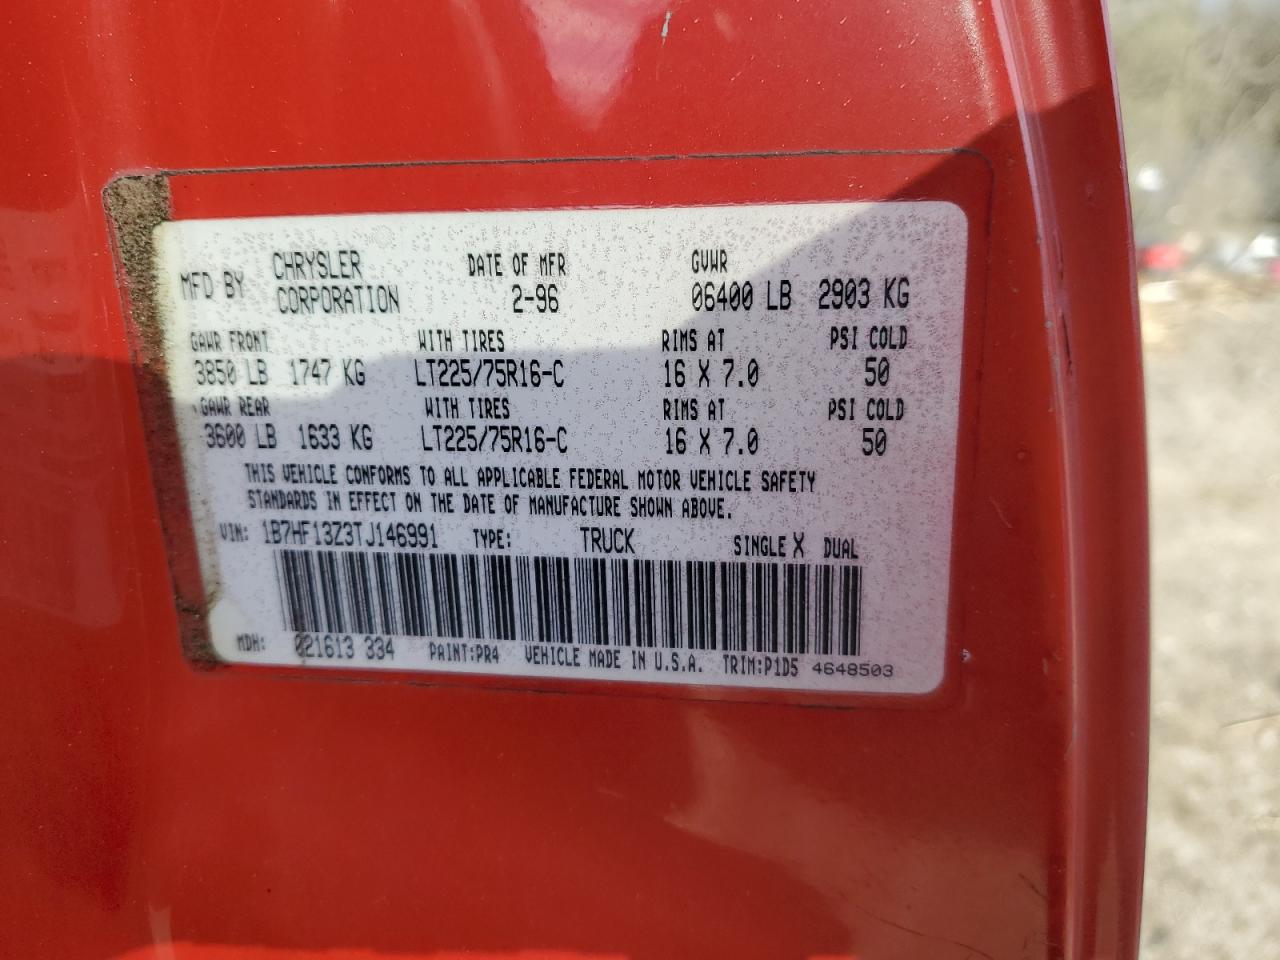 MFD BY CHRYSLER CORPORATION DATE OF MFR 2-96 GVWR 06400 LB 2903 KG
GAWR FRONT WITH TIRES RIMS AT PSI COLD
3850 LB 1747 KG LT225/75R16-C 16 X 7.0 50
GAWR REAR WITH TIRES RIMS AT PSI COLD
3600 LB 1633 KG LT225/75R16-C 16 X 7.0 50
THIS VEHICLE CONFORMS TO ALL APPLICABLE FEDERAL MOTOR VEHICLE SAFETY
STANDARDS IN EFFECT ON THE DATE OF MANUFACTURE SHOWN ABOVE.
VIN: 1B7HF13Z3TJ146991 TYPE: TRUCK SINGLE X DUAL
MDH: 021613 334 PAINT:PR4 VEHICLE MADE IN U.S.A. TRIM:P1D5 4648503